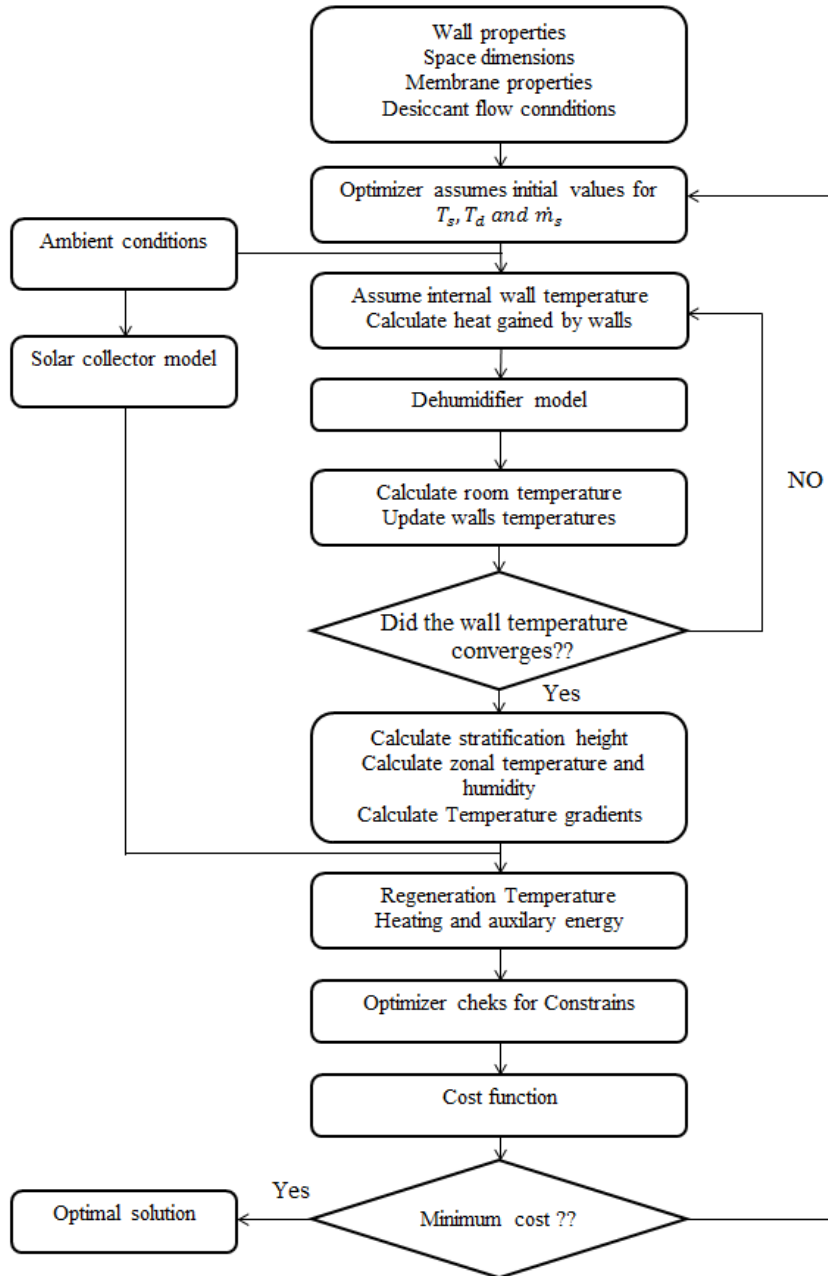 Wall properties
Space dimensions
Membrane properties
Desiccant flow connditions
Optimizer assumes initial values for
T_s, T_d and ṁ_s
Ambient conditions
Assume internal wall temperature
Calculate heat gained by walls
Solar collector model
Dehumidifier model
Calculate room temperature
Update walls temperatures
NO
Did the wall temperature
converges??
Yes
Calculate stratification height
Calculate zonal temperature and
humidity
Calculate Temperature gradients
Regeneration Temperature
Heating and auxilary energy
Optimizer cheks for Constrains
Cost function
Yes
Optimal solution
Minimum cost ??